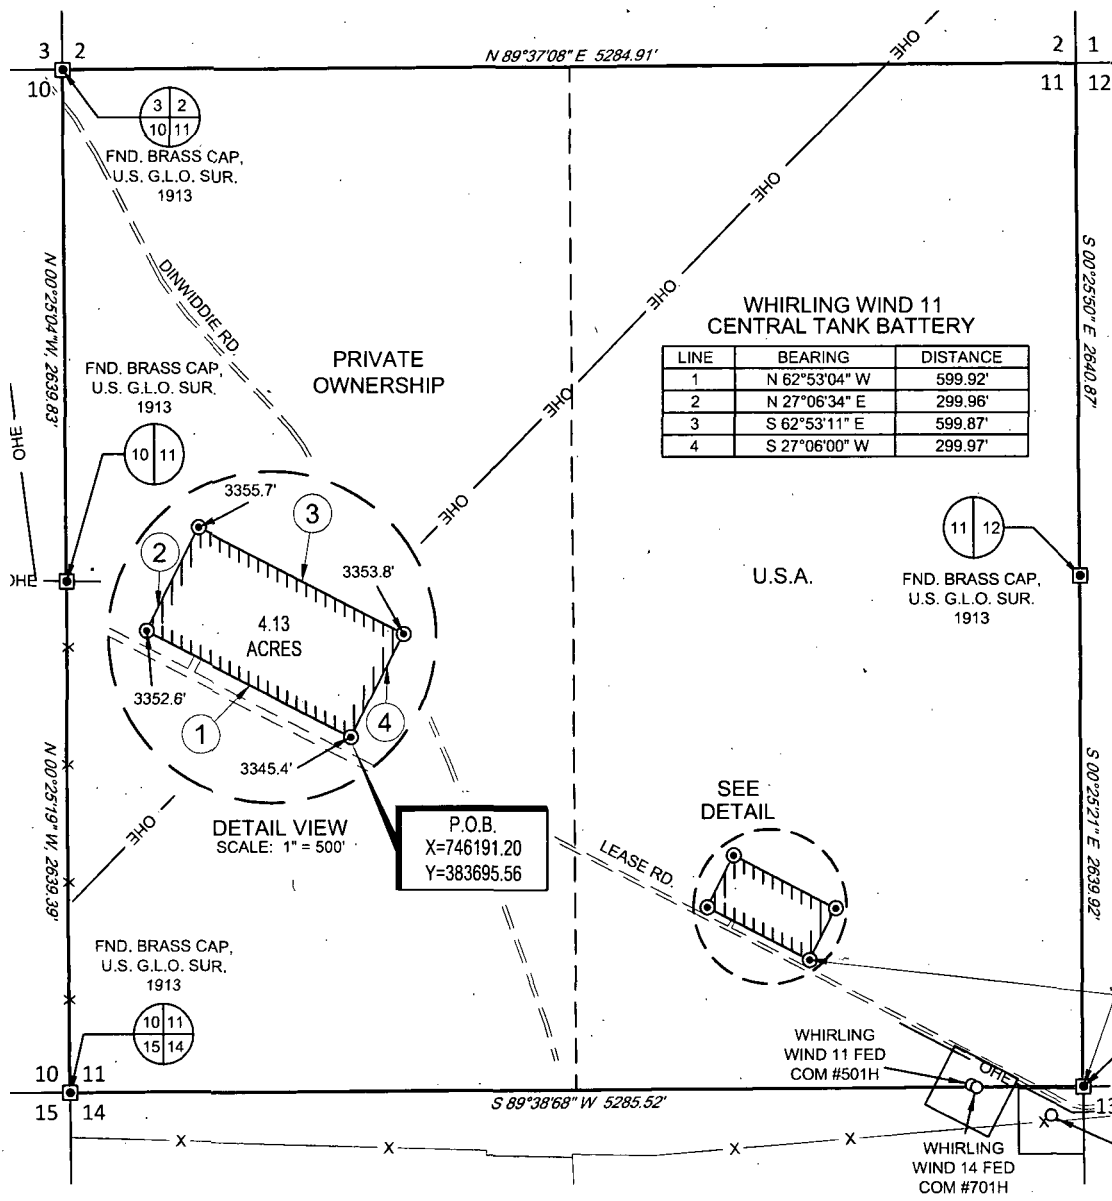 3 2
N 89°37'08" E 5284.91'
2 1
10
11 12
OHE
3 2
10 11
FND. BRASS CAP,
U.S. G.L.O. SUR.
1913
OHE
N 00°25'04" W, 2639.83'
DINWIDDIE RD.
S 00°25'50" E 2640.87'
OHE
WHIRLING WIND 11
CENTRAL TANK BATTERY
LINE BEARING DISTANCE
1 N 62°53'04" W 599.92'
2 N 27°06'34" E 299.96'
3 S 62°53'11" E 599.87'
4 S 27°06'00" W 299.97'
PRIVATE
OWNERSHIP
FND. BRASS CAP,
U.S. G.L.O. SUR.
1913
OHE
OHE
10 11
3355.7'
OHE
3
11 12
2
3353.8'
OHE
U.S.A.
FND. BRASS CAP,
U.S. G.L.O. SUR.
1913
4.13
ACRES
3352.6'
1
4
3345.4'
N 00°25'19" W, 2639.39'
S 00°25'21" E 2639.92'
OHE
DETAIL VIEW
SCALE: 1" = 500'
P.O.B.
X=746191.20
Y=383695.56
SEE
DETAIL
LEASE RD.
FND. BRASS CAP,
U.S. G.L.O. SUR.
1913
10 11
15 14
WHIRLING
WIND 11 FED
COM #501H
OHE
10 11
15 14
S 89°38'68" W 5285.52'
13
X X X X X
WHIRLING
WIND 14 FED
COM #701H